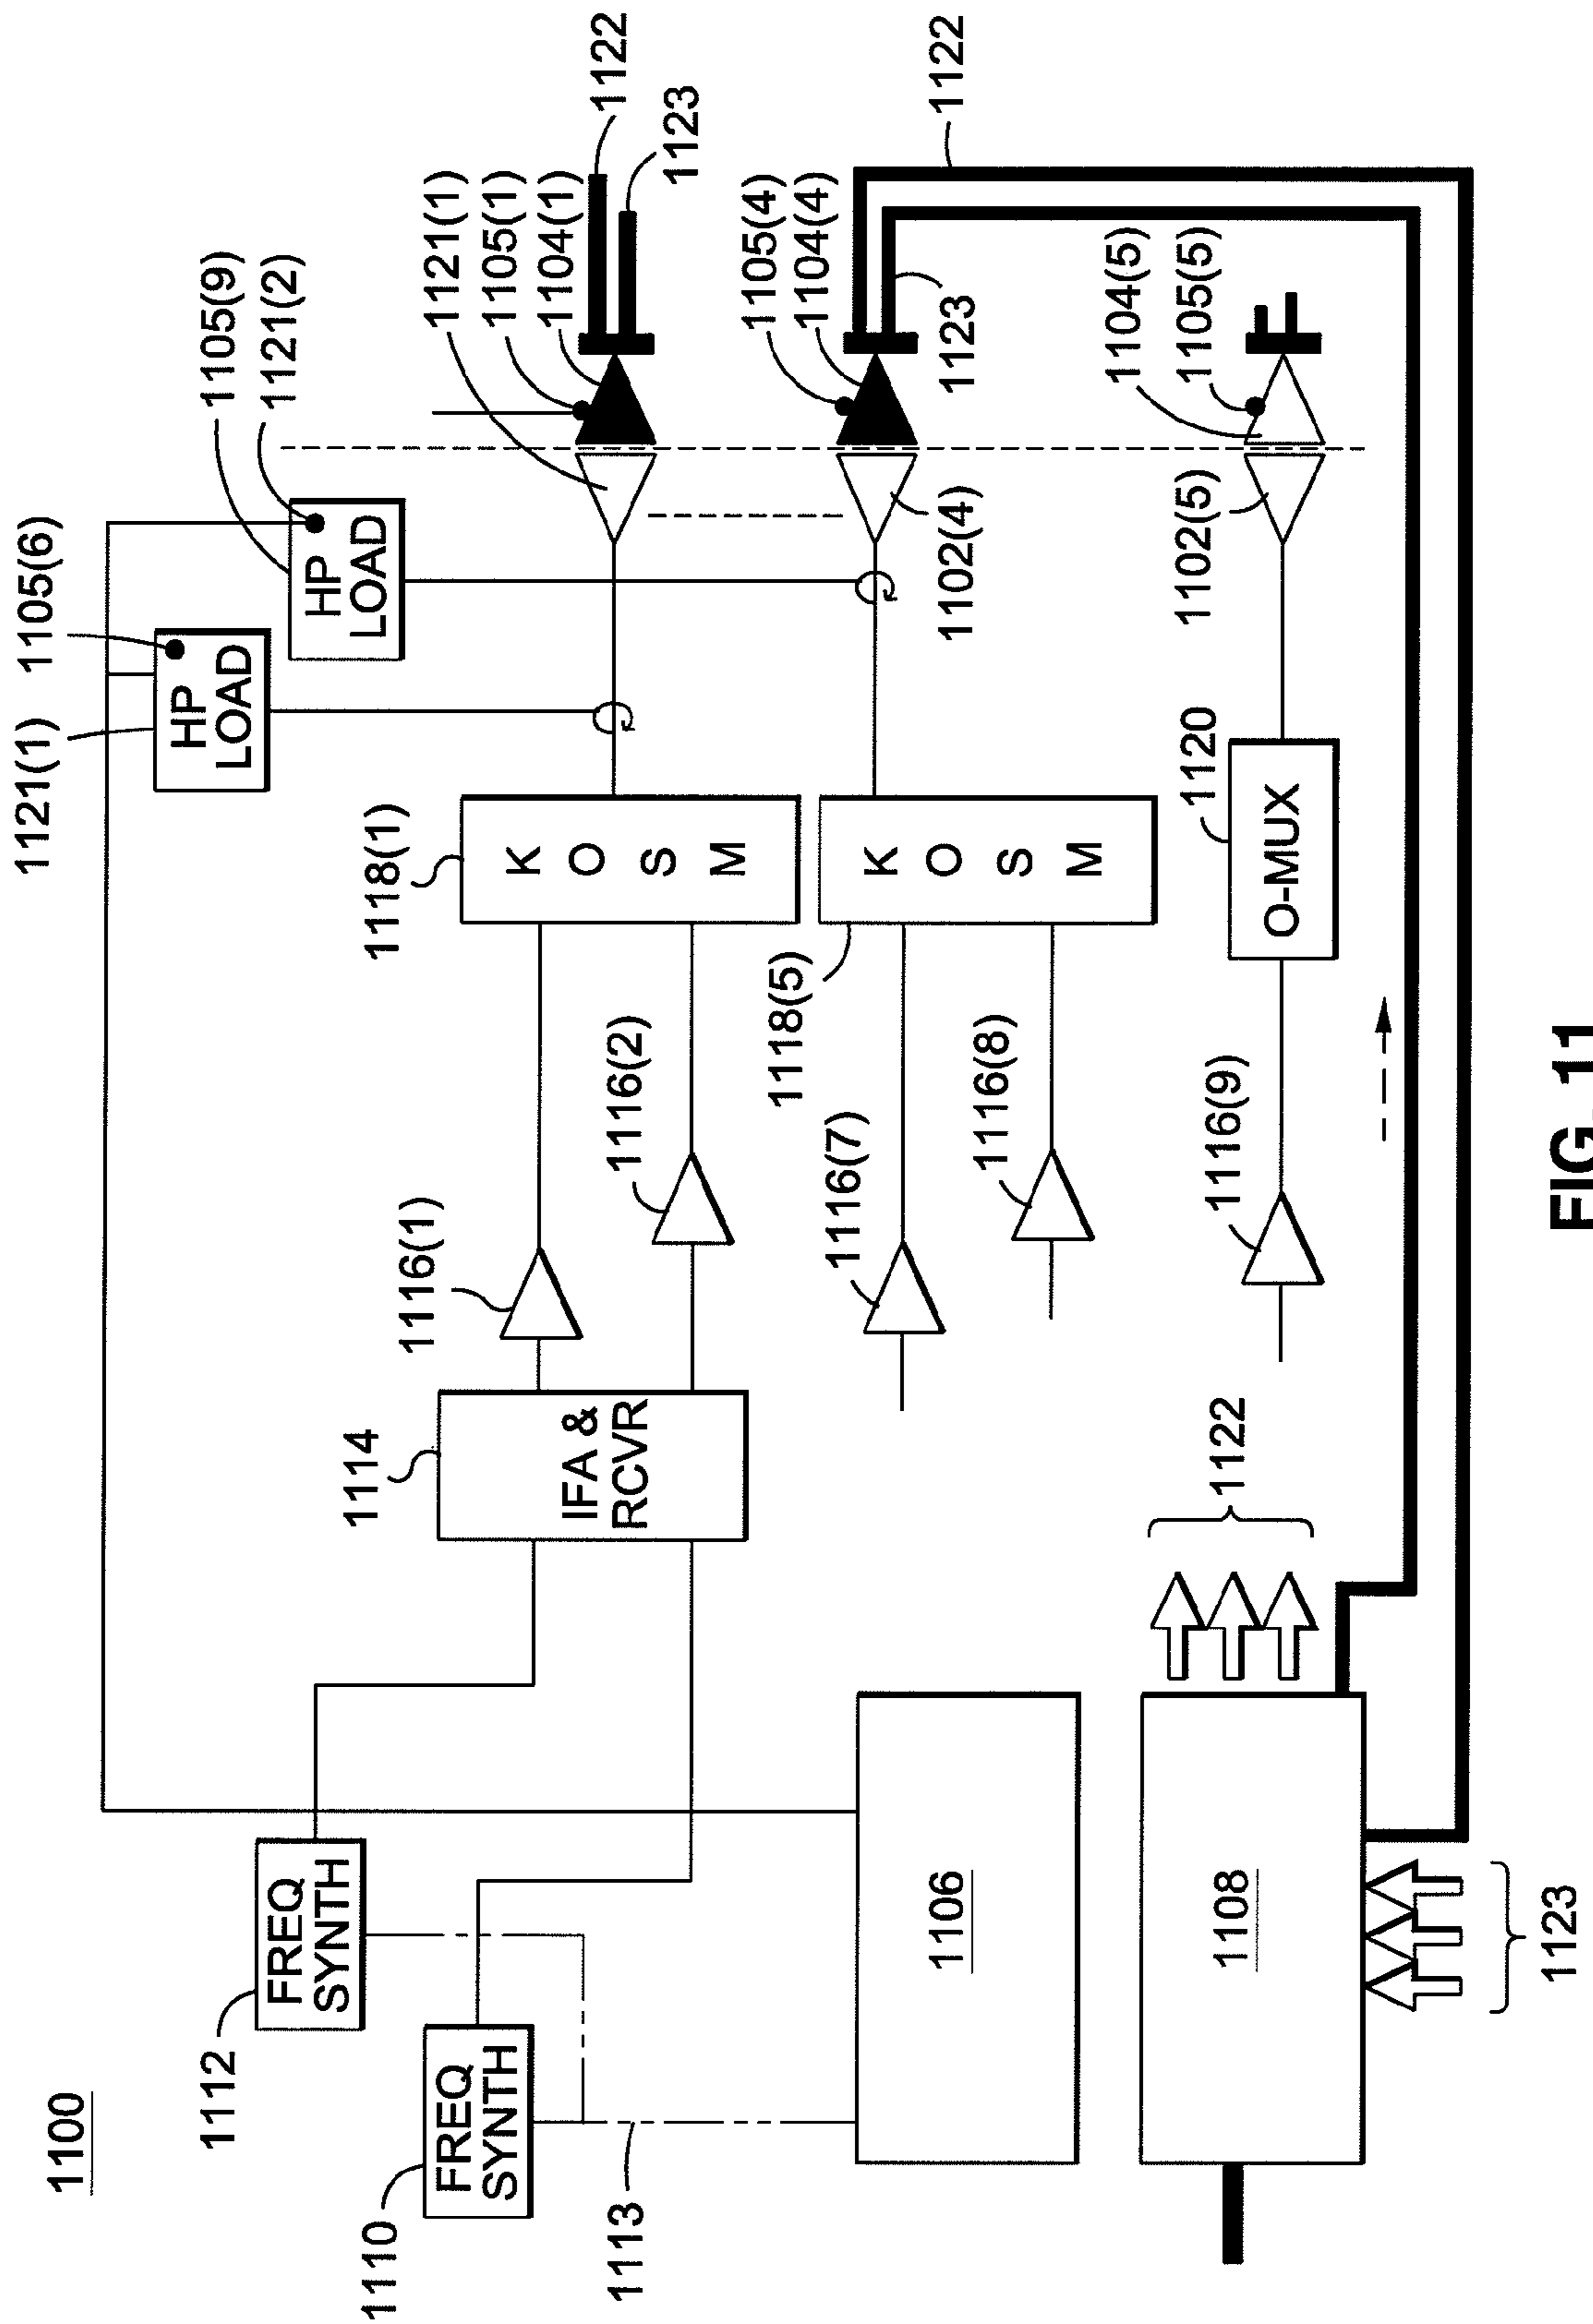 1100
1112
FREQ
SYNTH
1110
FREQ
SYNTH
1113
1106
1108
1123
1122
1114
IFA &
RCVR
1116(1)
1116(2)
1116(7)
1116(8)
1116(9)
1118(1)
K O S M
1118(5)
K O S M
1120
O-MUX
1121(1)
HP
LOAD
1105(6)
HP
LOAD
1105(9)
1121(2)
1121(1)
1105(1)
1104(1)
1122
1123
1105(4)
1104(4)
1102(4)
1123
1122
1104(5)
1105(5)
1102(5)
FIG. 11